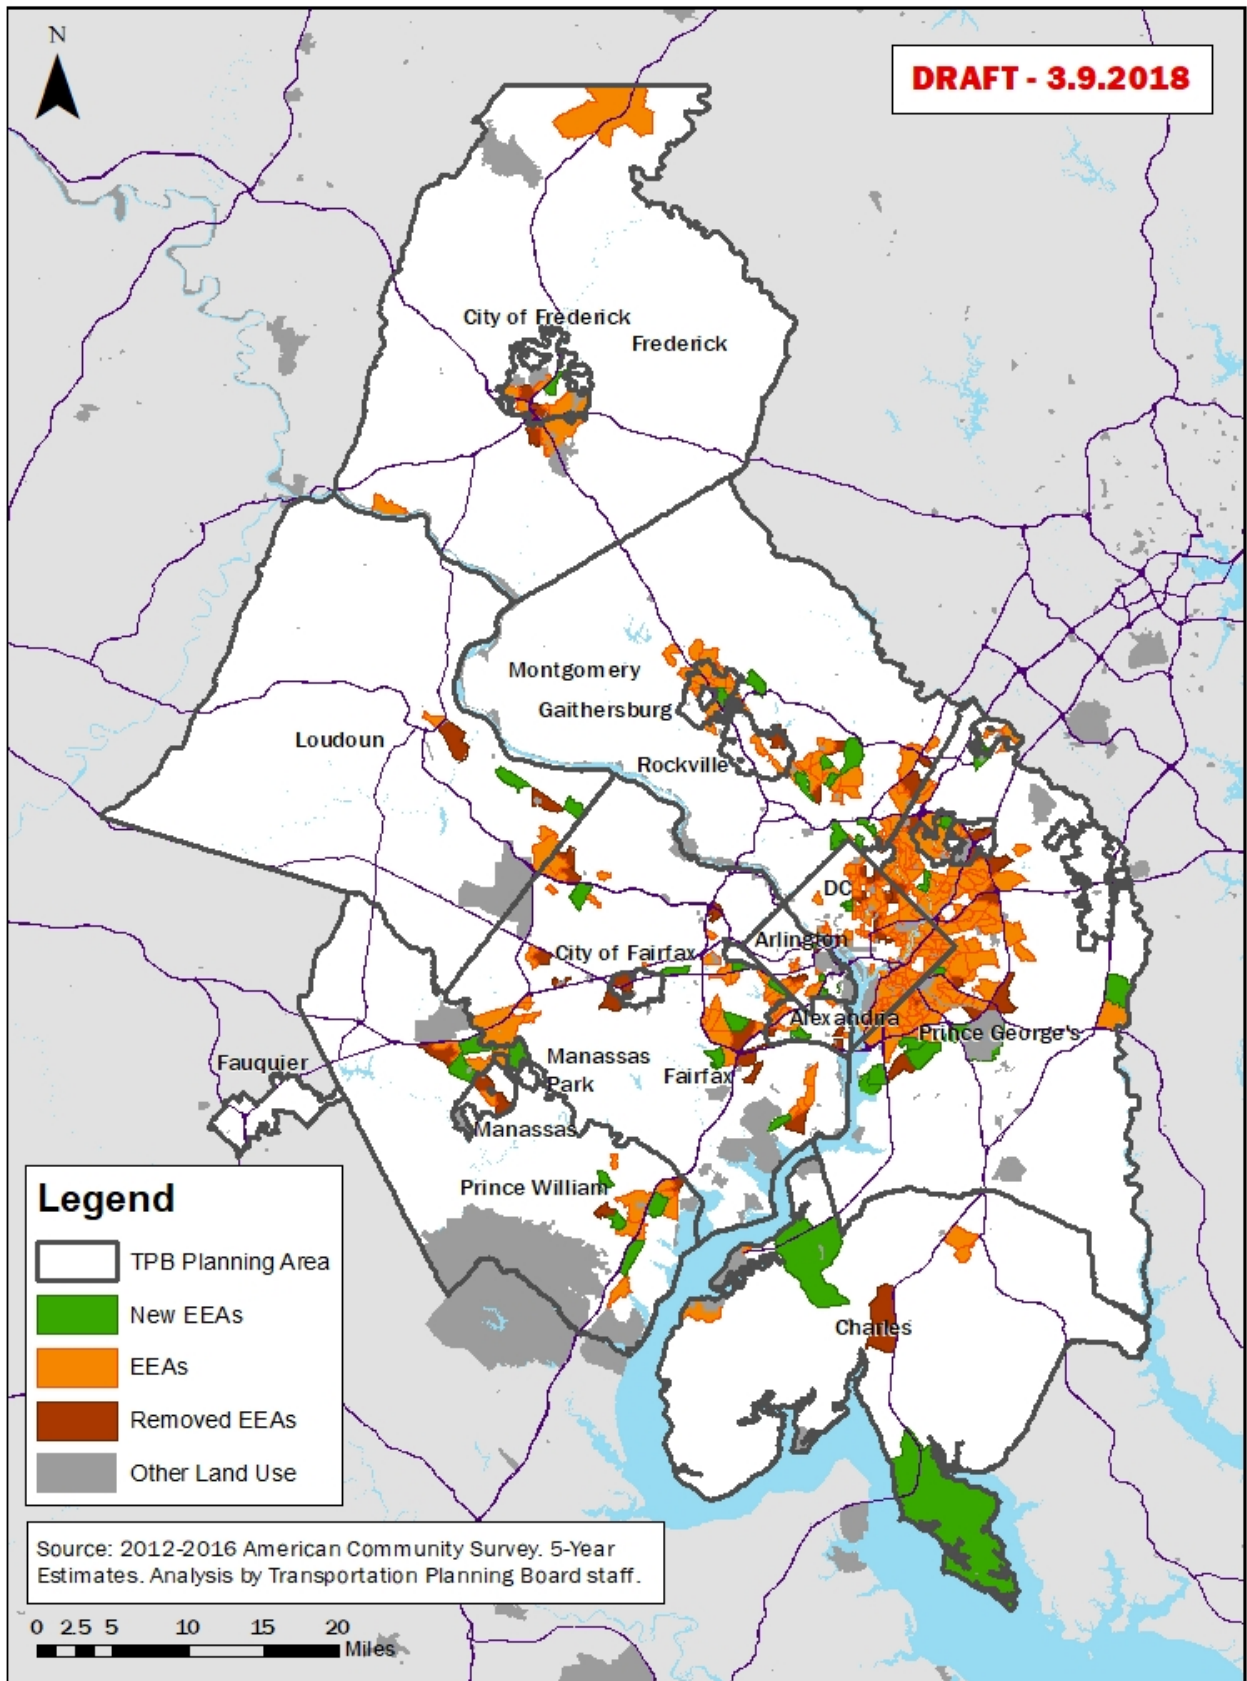 N
DRAFT - 3.9.2018
City of Frederick
Frederick
Montgomery
Gaithersburg
Loudoun
Rockville
DC
Arlington
City of Fairfax
Alexandria
Prince George's
Fauquier
Manassas
Park
Fairfax
Manassas
Prince William
Charles
Legend
TPB Planning Area
New EEAs
EEAs
Removed EEAs
Other Land Use
Source: 2012-2016 American Community Survey. 5-Year
Estimates. Analysis by Transportation Planning Board staff.
0 2.5 5 10 15 20
Miles